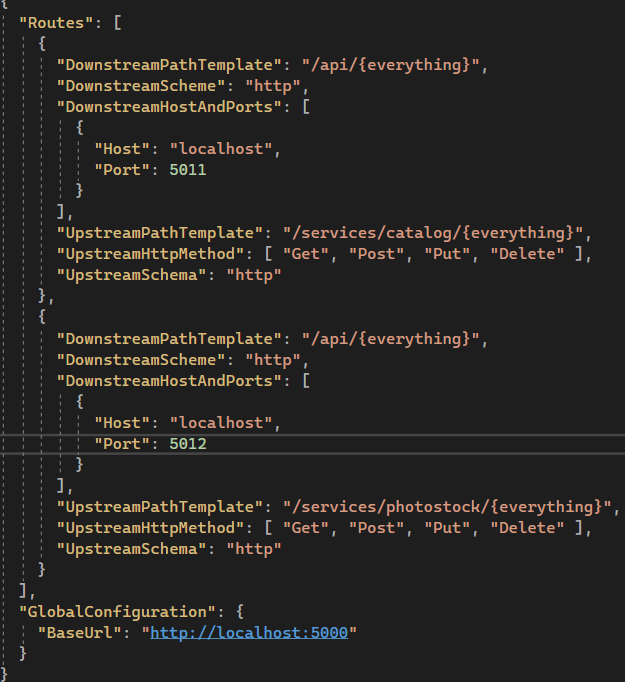 {
"Routes": [
{
"DownstreamPathTemplate": "/api/{everything}",
"DownstreamScheme": "http",
"DownstreamHostAndPorts": [
{
"Host": "localhost",
"Port": 5011
}
],
"UpstreamPathTemplate": "/services/catalog/{everything}",
"UpstreamHttpMethod": [ "Get", "Post", "Put", "Delete" ],
"UpstreamSchema": "http"
},
{
"DownstreamPathTemplate": "/api/{everything}",
"DownstreamScheme": "http",
"DownstreamHostAndPorts": [
{
"Host": "localhost",
"Port": 5012
}
],
"UpstreamPathTemplate": "/services/photostock/{everything}",
"UpstreamHttpMethod": [ "Get", "Post", "Put", "Delete" ],
"UpstreamSchema": "http"
}
],
"GlobalConfiguration": {
"BaseUrl": "http://localhost:5000"
}
}